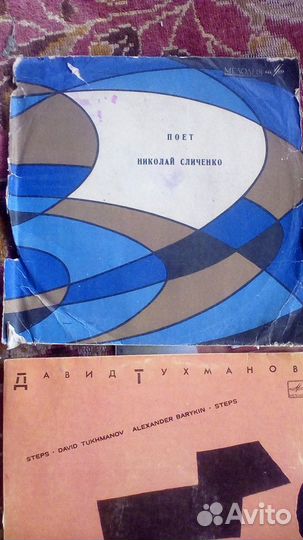 МЕЛОДИЯ
ПОЕТ
НИКОЛАЙ СЛИЧЕНКО
ДАВИД ТУХМАНОВ
STEPS · DAVID TUKHMANOV ALEXANDER BARYKIN · STEPS
Avito